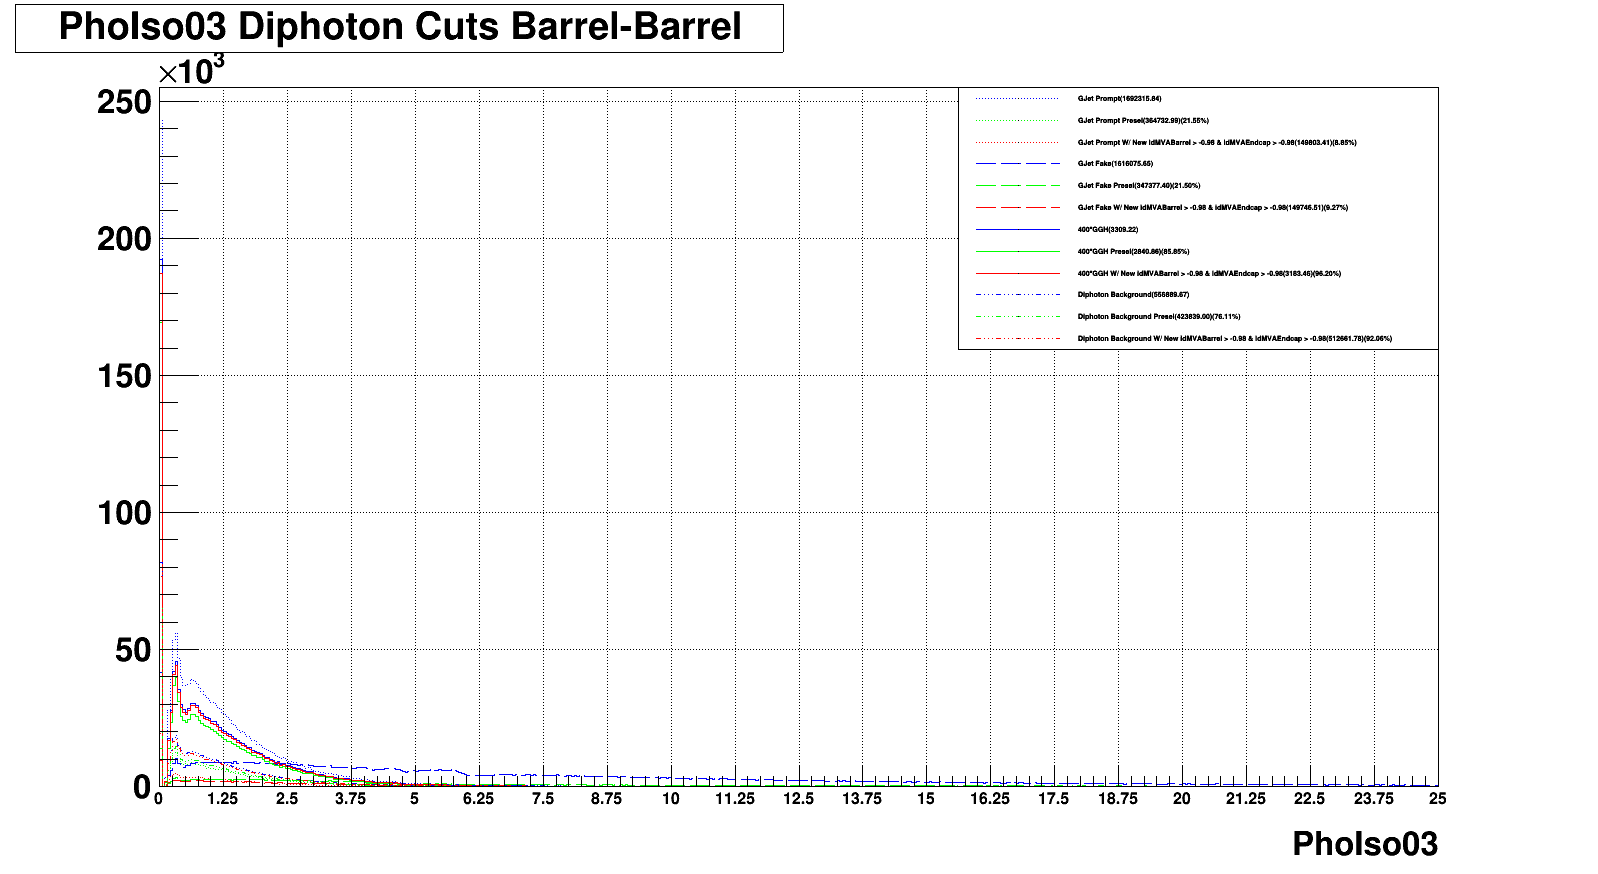 PhoIso03 Diphoton Cuts Barrel-Barrel
×10³
250
200
150
100
50
0
GJet Prompt(1692315.84)
GJet Prompt Presel(364732.99)(21.55%)
GJet Prompt W/ New IdMVABarrel > -0.98 & IdMVAEndcap > -0.98(149803.41)(8.85%)
GJet Fake(1616075.65)
GJet Fake Presel(347377.40)(21.50%)
GJet Fake W/ New IdMVABarrel > -0.98 & IdMVAEndcap > -0.98(149746.51)(9.27%)
400*GGH(3309.22)
400*GGH Presel(2840.86)(85.85%)
400*GGH W/ New IdMVABarrel > -0.98 & IdMVAEndcap > -0.98(3183.45)(96.20%)
Diphoton Background(556889.67)
Diphoton Background Presel(423839.00)(76.11%)
Diphoton Background W/ New IdMVABarrel > -0.98 & IdMVAEndcap > -0.98(512661.78)(92.06%)
0 1.25 2.5 3.75 5 6.25 7.5 8.75 10 11.25 12.5 13.75 15 16.25 17.5 18.75 20 21.25 22.5 23.75 25
PhoIso03